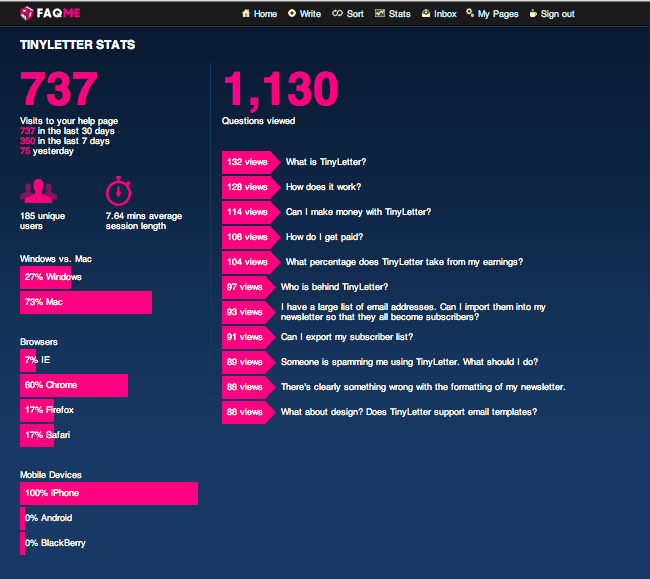 FAQME
Home Write Sort Stats Inbox My Pages Sign out
TINYLETTER STATS
737
Visits to your help page
737 in the last 30 days
350 in the last 7 days
75 yesterday
185 unique
users
7.64 mins average
session length
Windows vs. Mac
27% Windows
73% Mac
Browsers
7% IE
60% Chrome
17% Firefox
17% Safari
Mobile Devices
100% iPhone
0% Android
0% BlackBerry
1,130
Questions viewed
132 views What is TinyLetter?
128 views How does it work?
114 views Can I make money with TinyLetter?
106 views How do I get paid?
104 views What percentage does TinyLetter take from my earnings?
97 views Who is behind TinyLetter?
93 views I have a large list of email addresses. Can I import them into my
newsletter so that they all become subscribers?
91 views Can I export my subscriber list?
89 views Someone is spamming me using TinyLetter. What should I do?
88 views There's clearly something wrong with the formatting of my newsletter.
88 views What about design? Does TinyLetter support email templates?